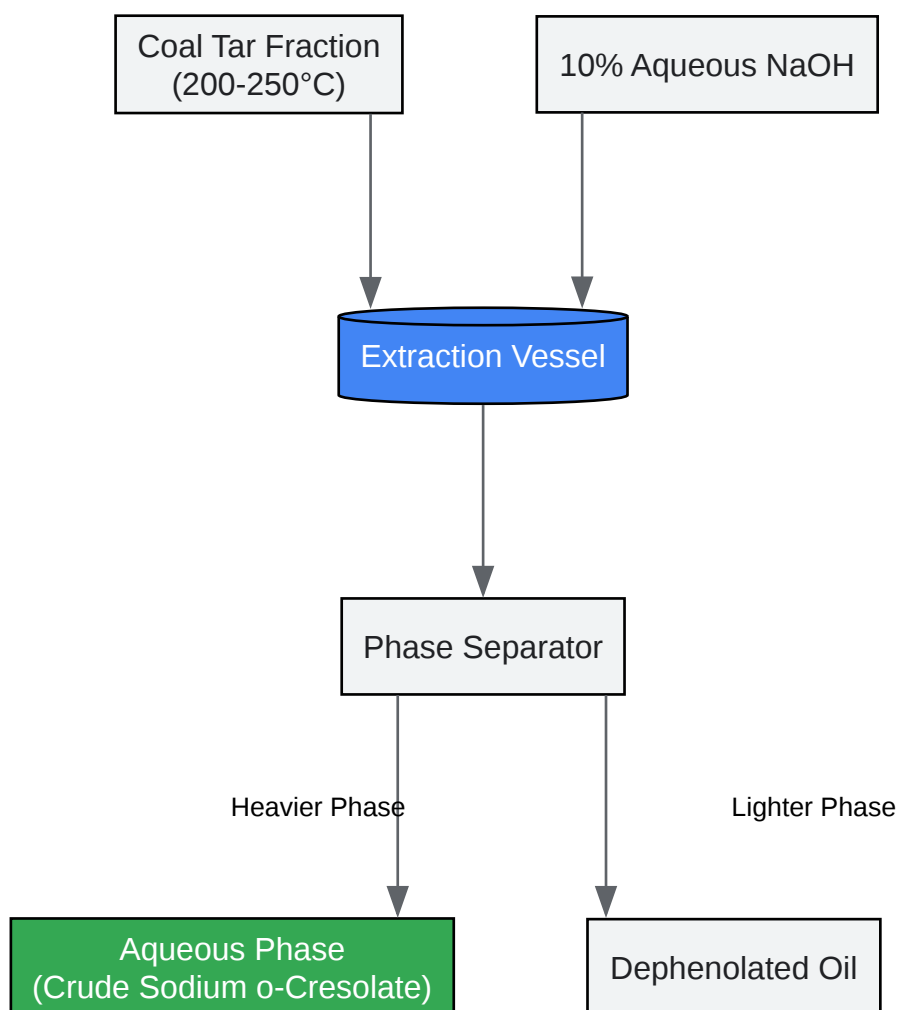 Coal Tar Fraction
(200-250°C)
10% Aqueous NaOH
Extraction Vessel
Phase Separator
Heavier Phase
Lighter Phase
Aqueous Phase
(Crude Sodium o-Cresolate)
Dephenolated Oil